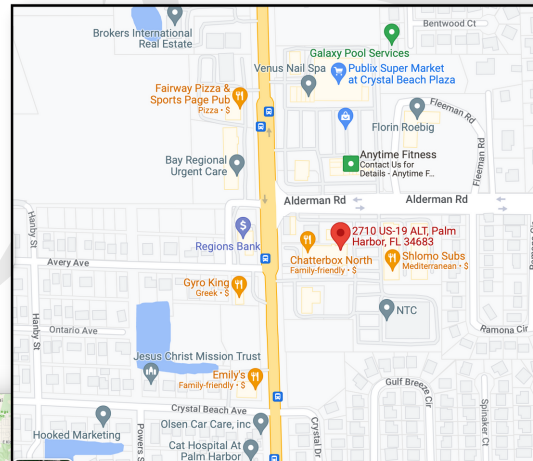 Bentwood Ct
Brokers International
Real Estate
Galaxy Pool Services
Venus Nail Spa
Publix Super Market
at Crystal Beach Plaza
Fairway Pizza &
Sports Page Pub
Pizza • $
Fleeman Rd
Florin Roebig
Fleeman Rd
Anytime Fitness
Contact Us for
Details - Anytime F...
Bay Regional
Urgent Care
Alderman Rd
Alderman Rd
Hanby St
2710 US-19 ALT, Palm
Harbor, FL 34683
Regions Bank
Chatterbox North
Family-friendly • $
Shlomo Subs
Mediterranean • $
Avery Ave
Gyro King
Greek • $
NTC
Hanby St
Ontario Ave
Ramona Cir
Jesus Christ Mission Trust
Emily's
Family-friendly • $
Gulf Breeze Cir
Spinaker Ct
Crystal Beach Ave
Hooked Marketing
Powers S
Olsen Car Care, inc
Crystal Dr
Cat Hospital At
Palm Harbor